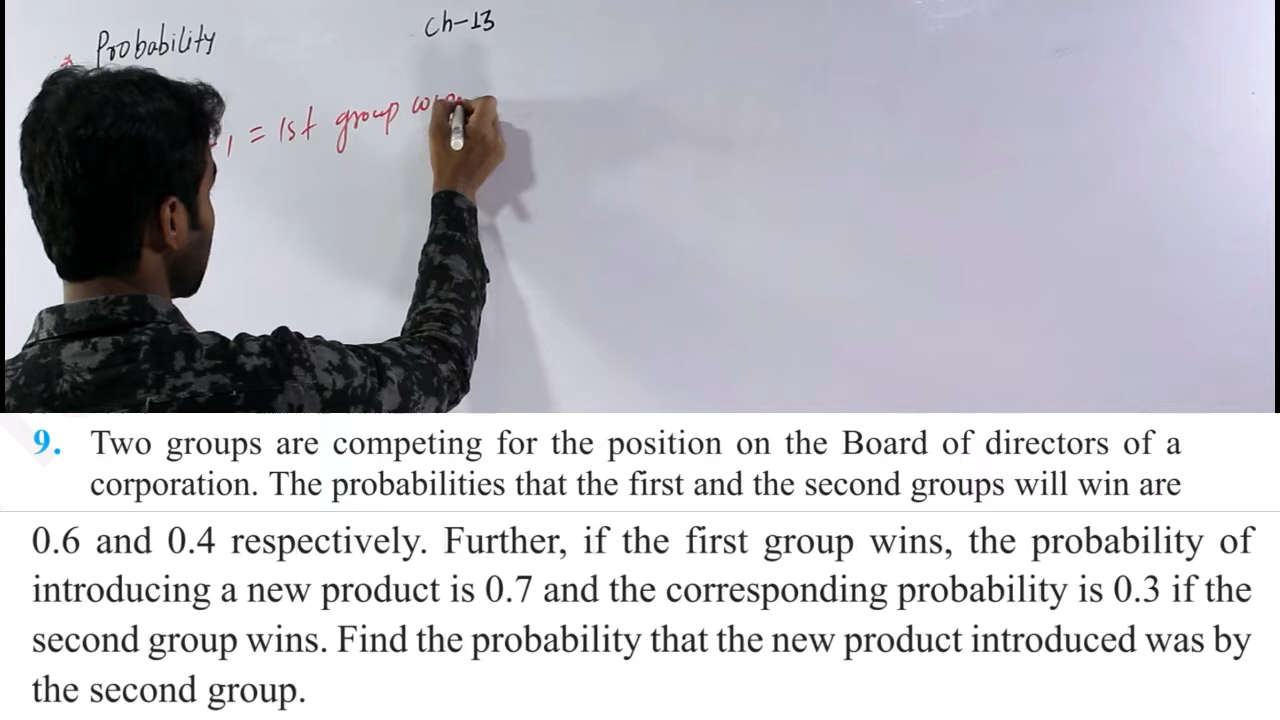 Probability
Ch-13
1 = 1st group
9. Two groups are competing for the position on the Board of directors of a
corporation. The probabilities that the first and the second groups will win are
0.6 and 0.4 respectively. Further, if the first group wins, the probability of
introducing a new product is 0.7 and the corresponding probability is 0.3 if the
second group wins. Find the probability that the new product introduced was by
the second group.